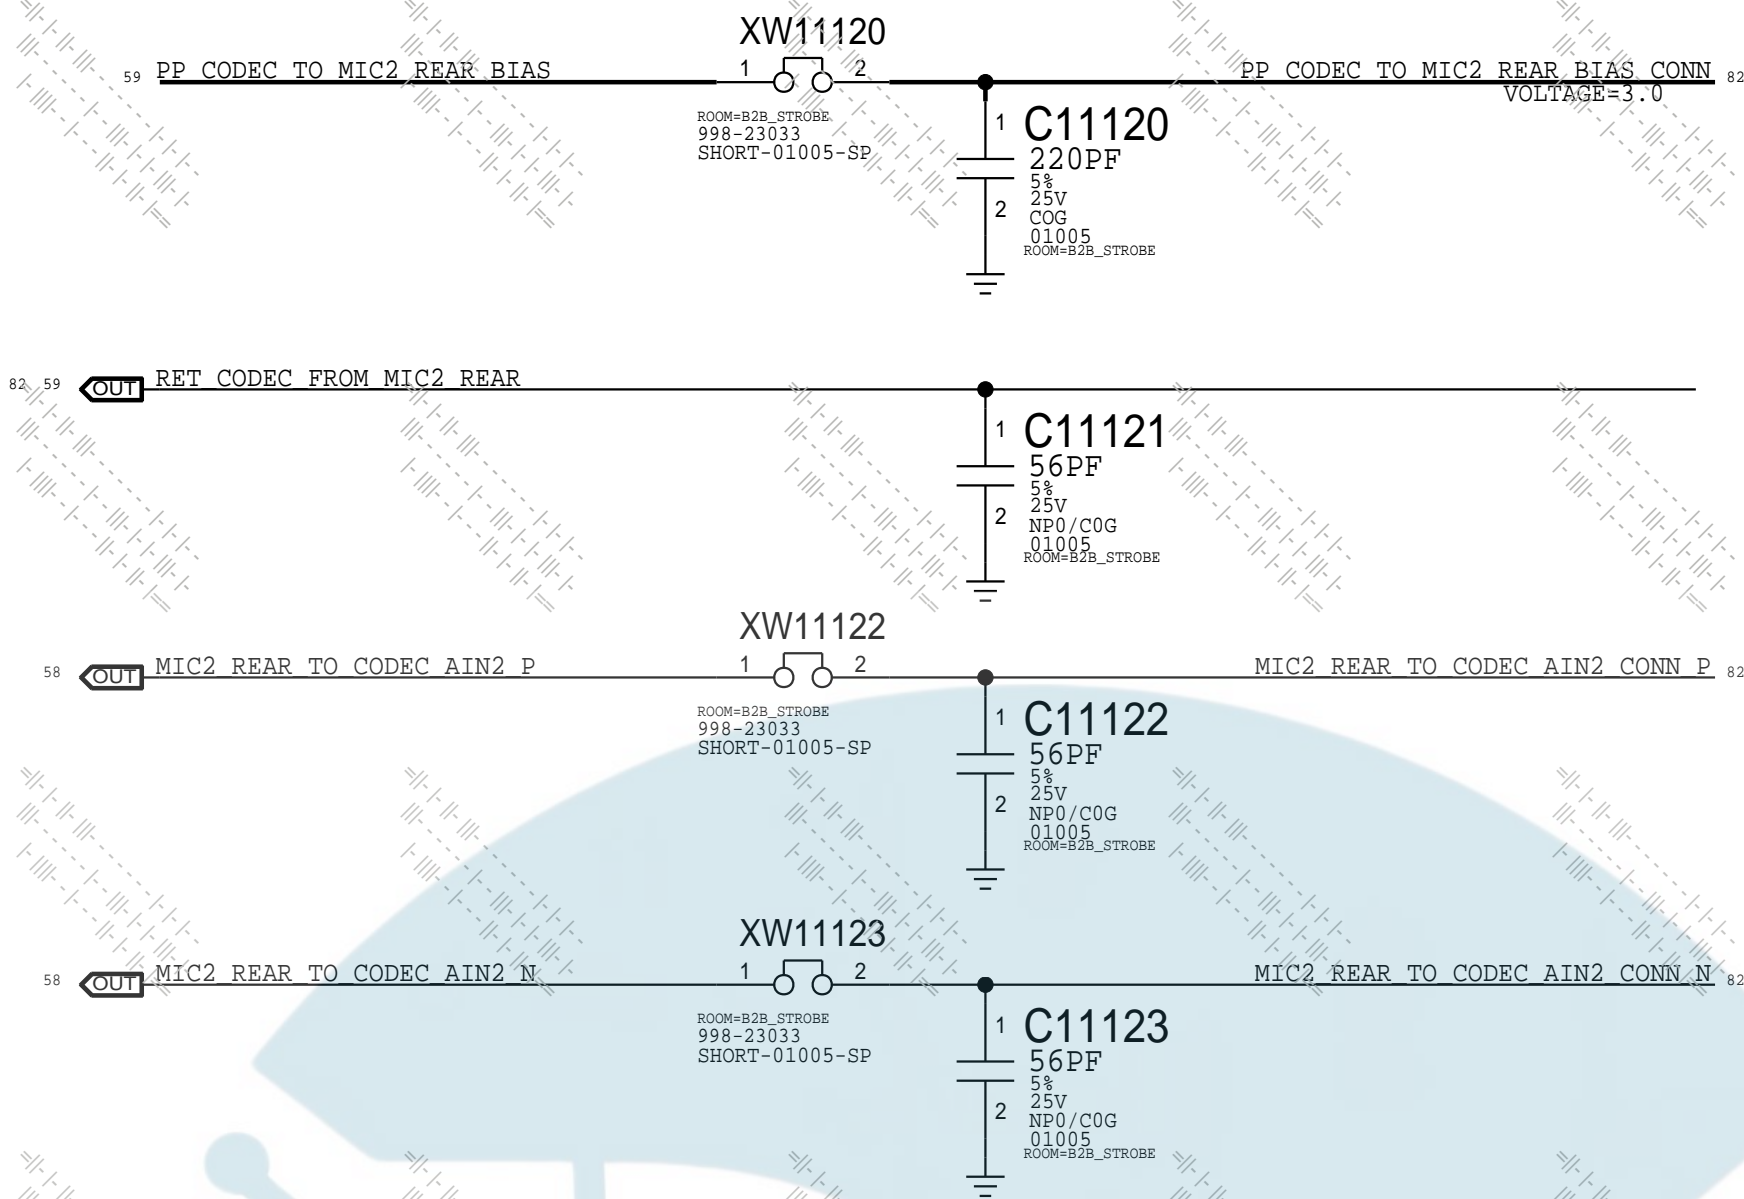 XW11120
59 PP_CODEC_TO_MIC2_REAR_BIAS 1 2 PP_CODEC_TO_MIC2_REAR_BIAS_CONN 82
VOLTAGE=3.0
ROOM=B2B_STROBE
998-23033
SHORT-01005-SP
1 C11120
220PF
5%
25V
2 COG
01005
ROOM=B2B_STROBE
82 59 OUT RET_CODEC_FROM_MIC2_REAR
1 C11121
56PF
5%
25V
2 NP0/C0G
01005
ROOM=B2B_STROBE
XW11122
58 OUT MIC2_REAR_TO_CODEC_AIN2_P 1 2 MIC2_REAR_TO_CODEC_AIN2_CONN_P 82
ROOM=B2B_STROBE
998-23033
SHORT-01005-SP
1 C11122
56PF
5%
25V
2 NP0/C0G
01005
ROOM=B2B_STROBE
XW11123
58 OUT MIC2_REAR_TO_CODEC_AIN2_N 1 2 MIC2_REAR_TO_CODEC_AIN2_CONN_N 82
ROOM=B2B_STROBE
998-23033
SHORT-01005-SP
1 C11123
56PF
5%
25V
2 NP0/C0G
01005
ROOM=B2B_STROBE